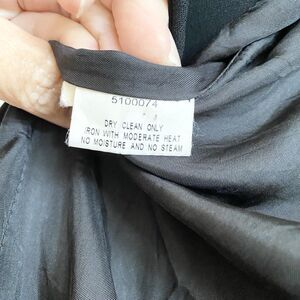 5100074
DRY CLEAN ONLY
IRON WITH MODERATE HEAT
NO MOISTURE AND NO STEAM